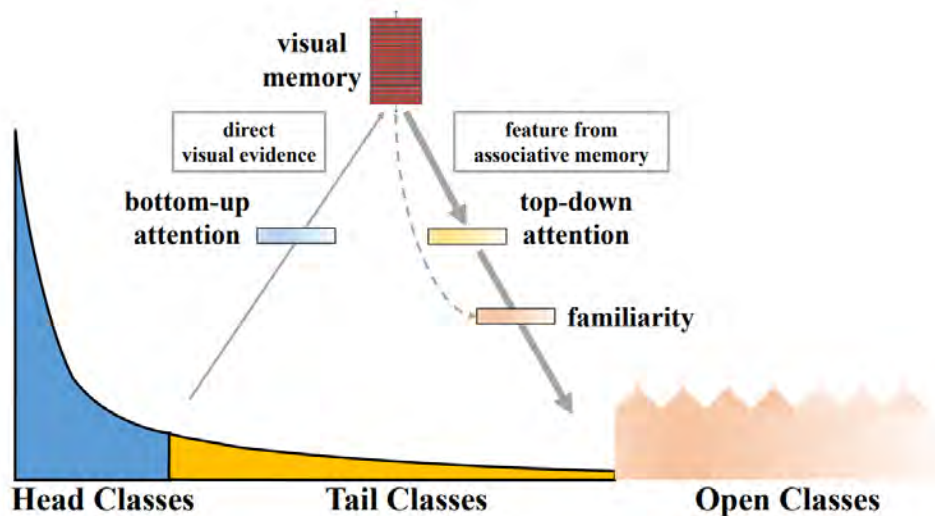 visual
memory
direct
visual evidence
feature from
associative memory
bottom-up
attention
top-down
attention
familiarity
Head Classes
Tail Classes
Open Classes